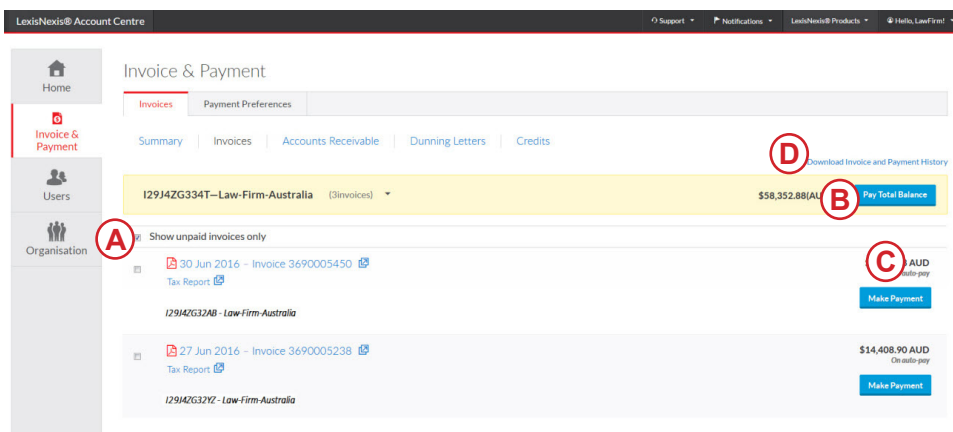 LexisNexis® Account Centre
Support
Notifications
LexisNexis® Products
Hello, LawFirm!
Home
Invoice &
Payment
Users
Organisation
Invoice & Payment
Invoices
Payment Preferences
Summary
Invoices
Accounts Receivable
Dunning Letters
Credits
D
Download Invoice and Payment History
I29J4ZG334T—Law-Firm-Australia (3invoices)
$58,352.88(AU
B
Pay Total Balance
A
Show unpaid invoices only
30 Jun 2016 - Invoice 3690005450
Tax Report
I29J4ZG32AB - Law-Firm-Australia
C
AUD
auto-pay
Make Payment
27 Jun 2016 - Invoice 3690005238
Tax Report
I29J4ZG32YZ - Law-Firm-Australia
$14,408.90 AUD
On auto-pay
Make Payment